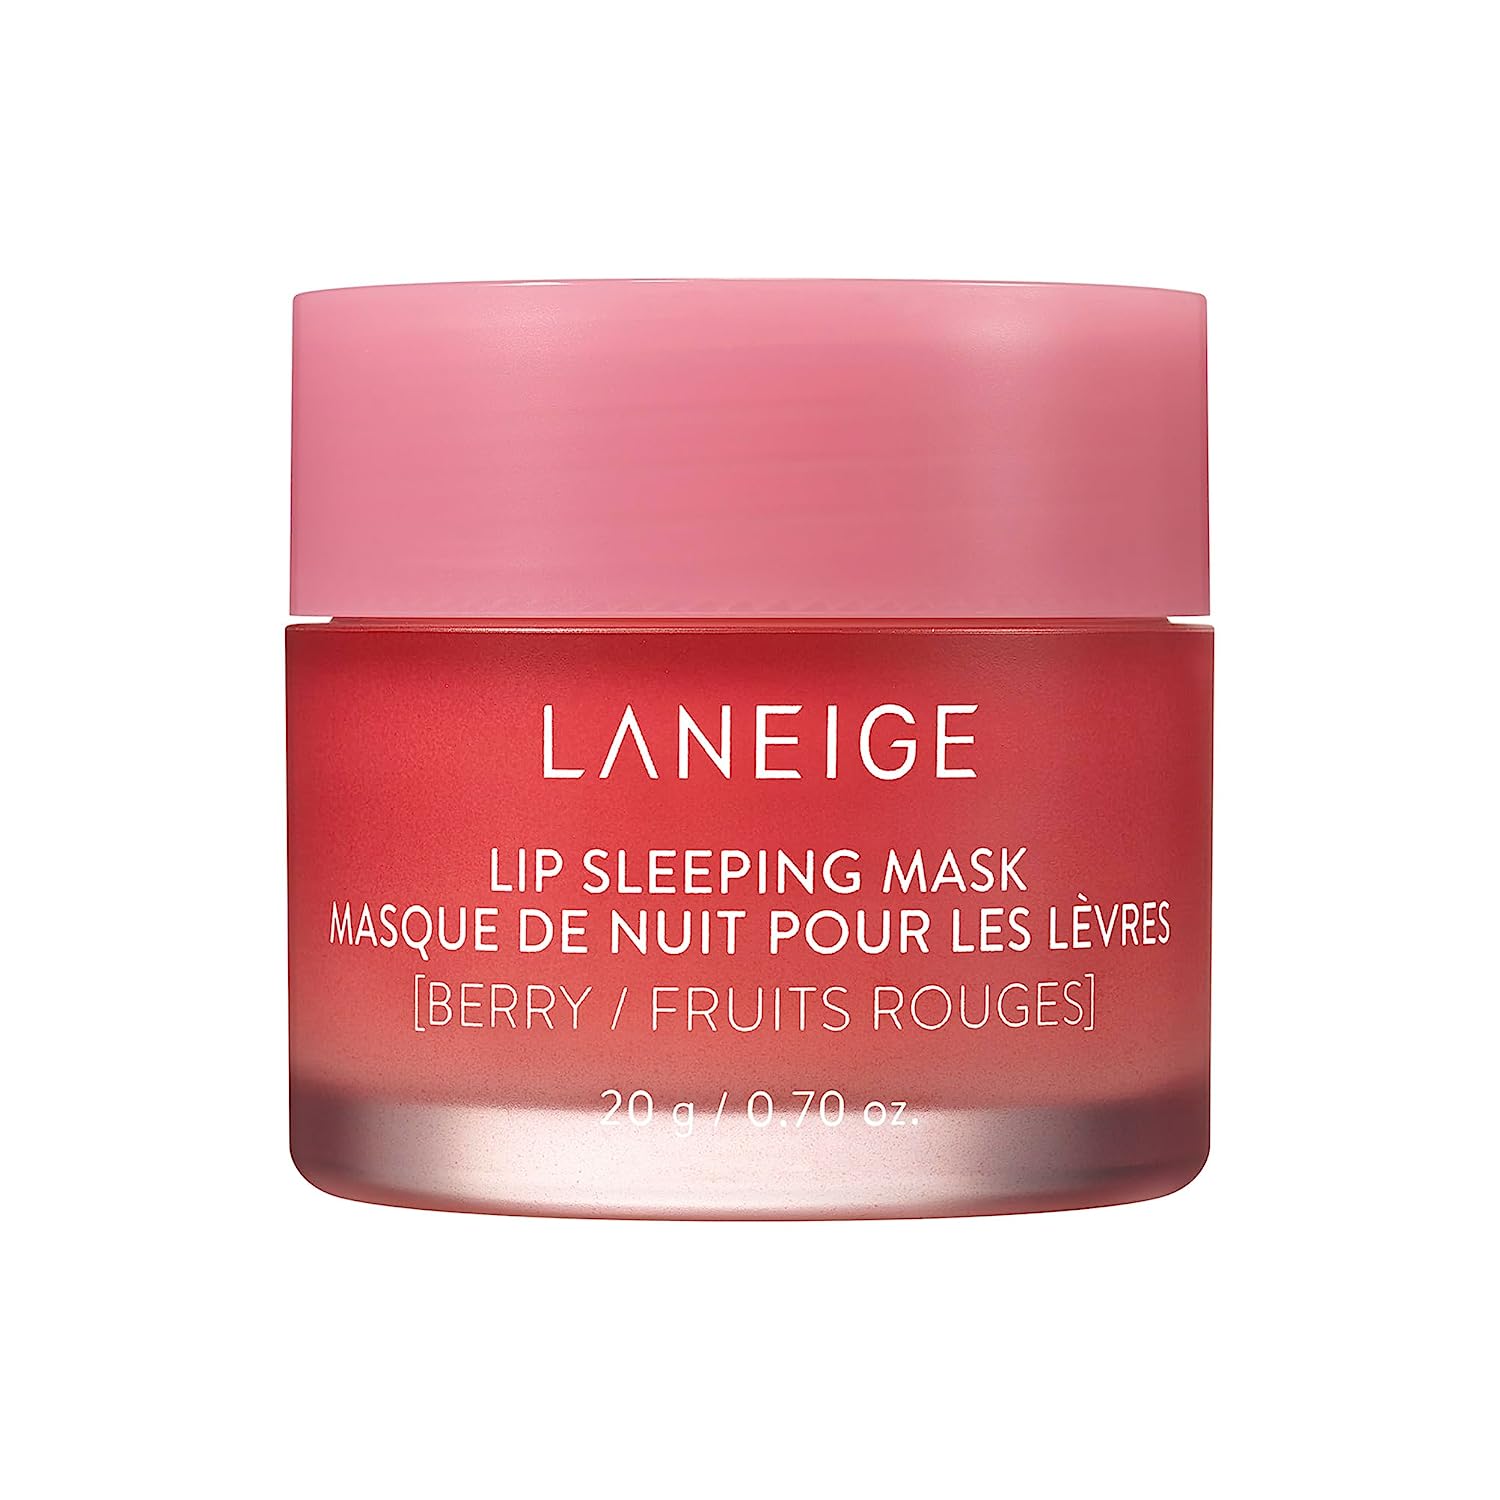 LANEIGE
LIP SLEEPING MASK
MASQUE DE NUIT POUR LES LÈVRES
[BERRY / FRUITS ROUGES]
20 g / 0.70 oz.